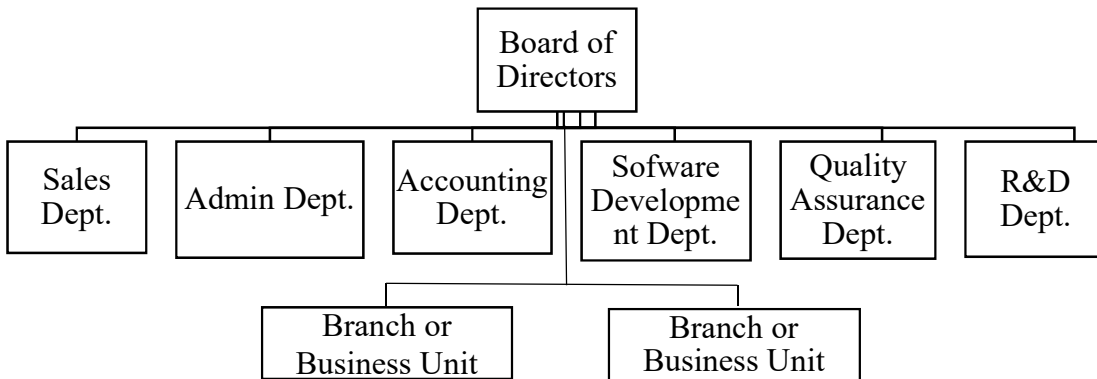 Board of
Directors
Sales
Dept.
Admin Dept.
Accounting
Dept.
Sofware
Developme
nt Dept.
Quality
Assurance
Dept.
R&D
Dept.
Branch or
Business Unit
Branch or
Business Unit